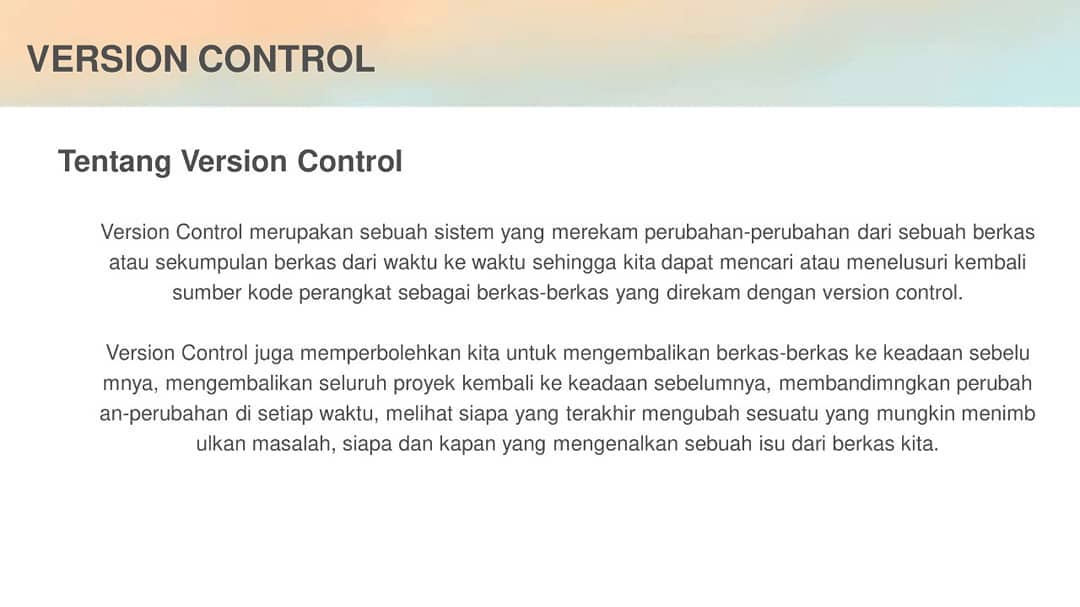 VERSION CONTROL
Tentang Version Control
Version Control merupakan sebuah sistem yang merekam perubahan-perubahan dari sebuah berkas
atau sekumpulan berkas dari waktu ke waktu sehingga kita dapat mencari atau menelusuri kembali
sumber kode perangkat sebagai berkas-berkas yang direkam dengan version control.
Version Control juga memperbolehkan kita untuk mengembalikan berkas-berkas ke keadaan sebelu
mnya, mengembalikan seluruh proyek kembali ke keadaan sebelumnya, membandimngkan perubah
an-perubahan di setiap waktu, melihat siapa yang terakhir mengubah sesuatu yang mungkin menimb
ulkan masalah, siapa dan kapan yang mengenalkan sebuah isu dari berkas kita.